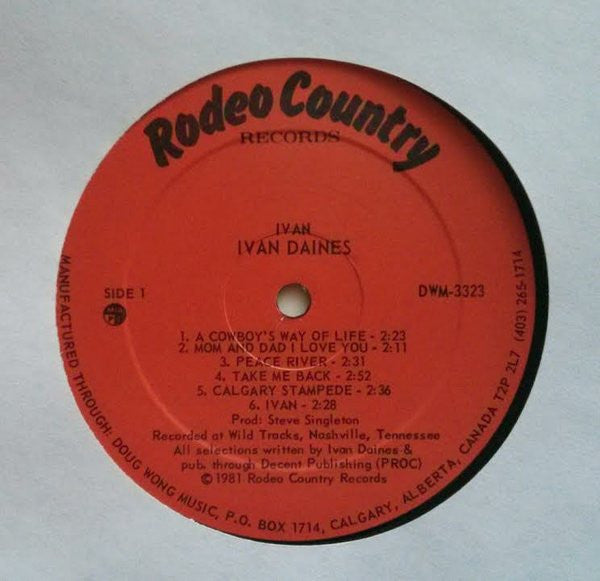 Rodeo Country
RECORDS
IVAN
IVAN DAINES
SIDE 1
DWM-3323
1. A COWBOY'S WAY OF LIFE - 2:23
2. MOM AND DAD I LOVE YOU - 2:11
3. PEACE RIVER - 2:31
4. TAKE ME BACK - 2:52
5. CALGARY STAMPEDE - 2:36
6. IVAN - 2:28
Prod: Steve Singleton
Recorded at Wild Tracks, Nashville, Tennessee
All selections written by Ivan Daines &
pub. through Decent Publishing (PROC)
© 1981 Rodeo Country Records
MANUFACTURED THROUGH: DOUG WONG MUSIC, P.O. BOX 1714, CALGARY, ALBERTA, CANADA T2P 2L7 (403) 265-1714